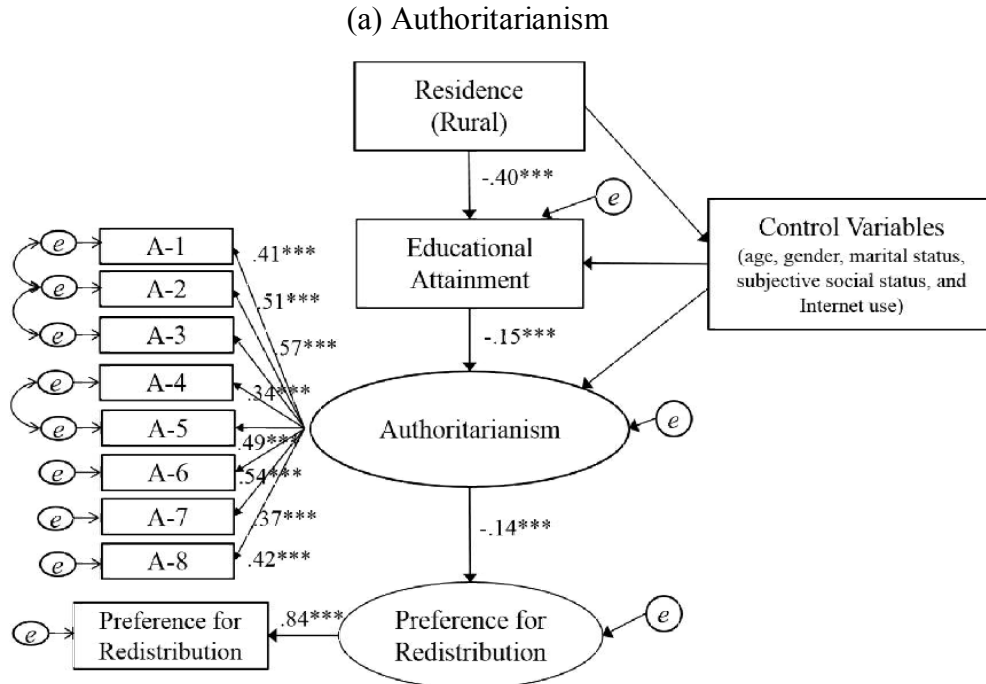 (a) Authoritarianism
Residence
(Rural)
-.40***
e
Educational
Attainment
Control Variables
(age, gender, marital status,
subjective social status, and
Internet use)
-.15***
e A-1 .41***
e A-2 .51***
e A-3 .57***
e A-4 .34***
e A-5 .49***
e A-6 .54***
e A-7 .37***
e A-8 .42***
Authoritarianism
e
-.14***
e
Preference for
Redistribution
.84***
Preference for
Redistribution
e